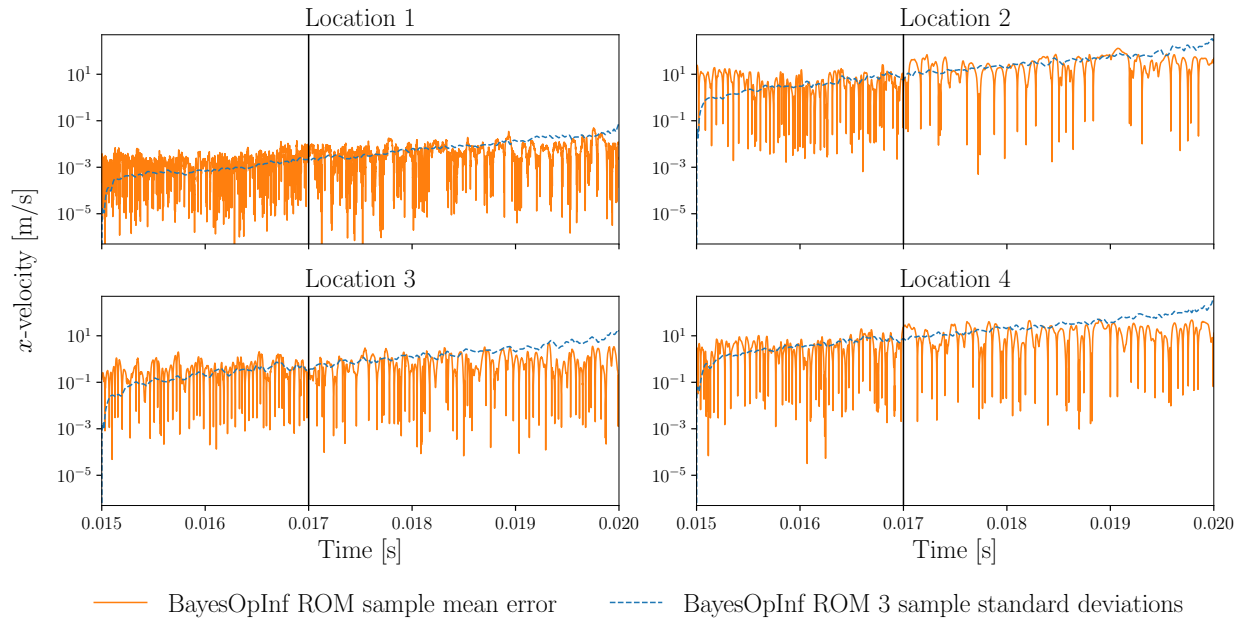 Location 1
Location 2
10^1
10^-1
10^-3
10^-5
10^1
10^-1
10^-3
10^-5
x-velocity [m/s]
Location 3
Location 4
10^1
10^-1
10^-3
10^-5
10^1
10^-1
10^-3
10^-5
0.015 0.016 0.017 0.018 0.019 0.020
0.015 0.016 0.017 0.018 0.019 0.020
Time [s]
Time [s]
BayesOpInf ROM sample mean error
BayesOpInf ROM 3 sample standard deviations